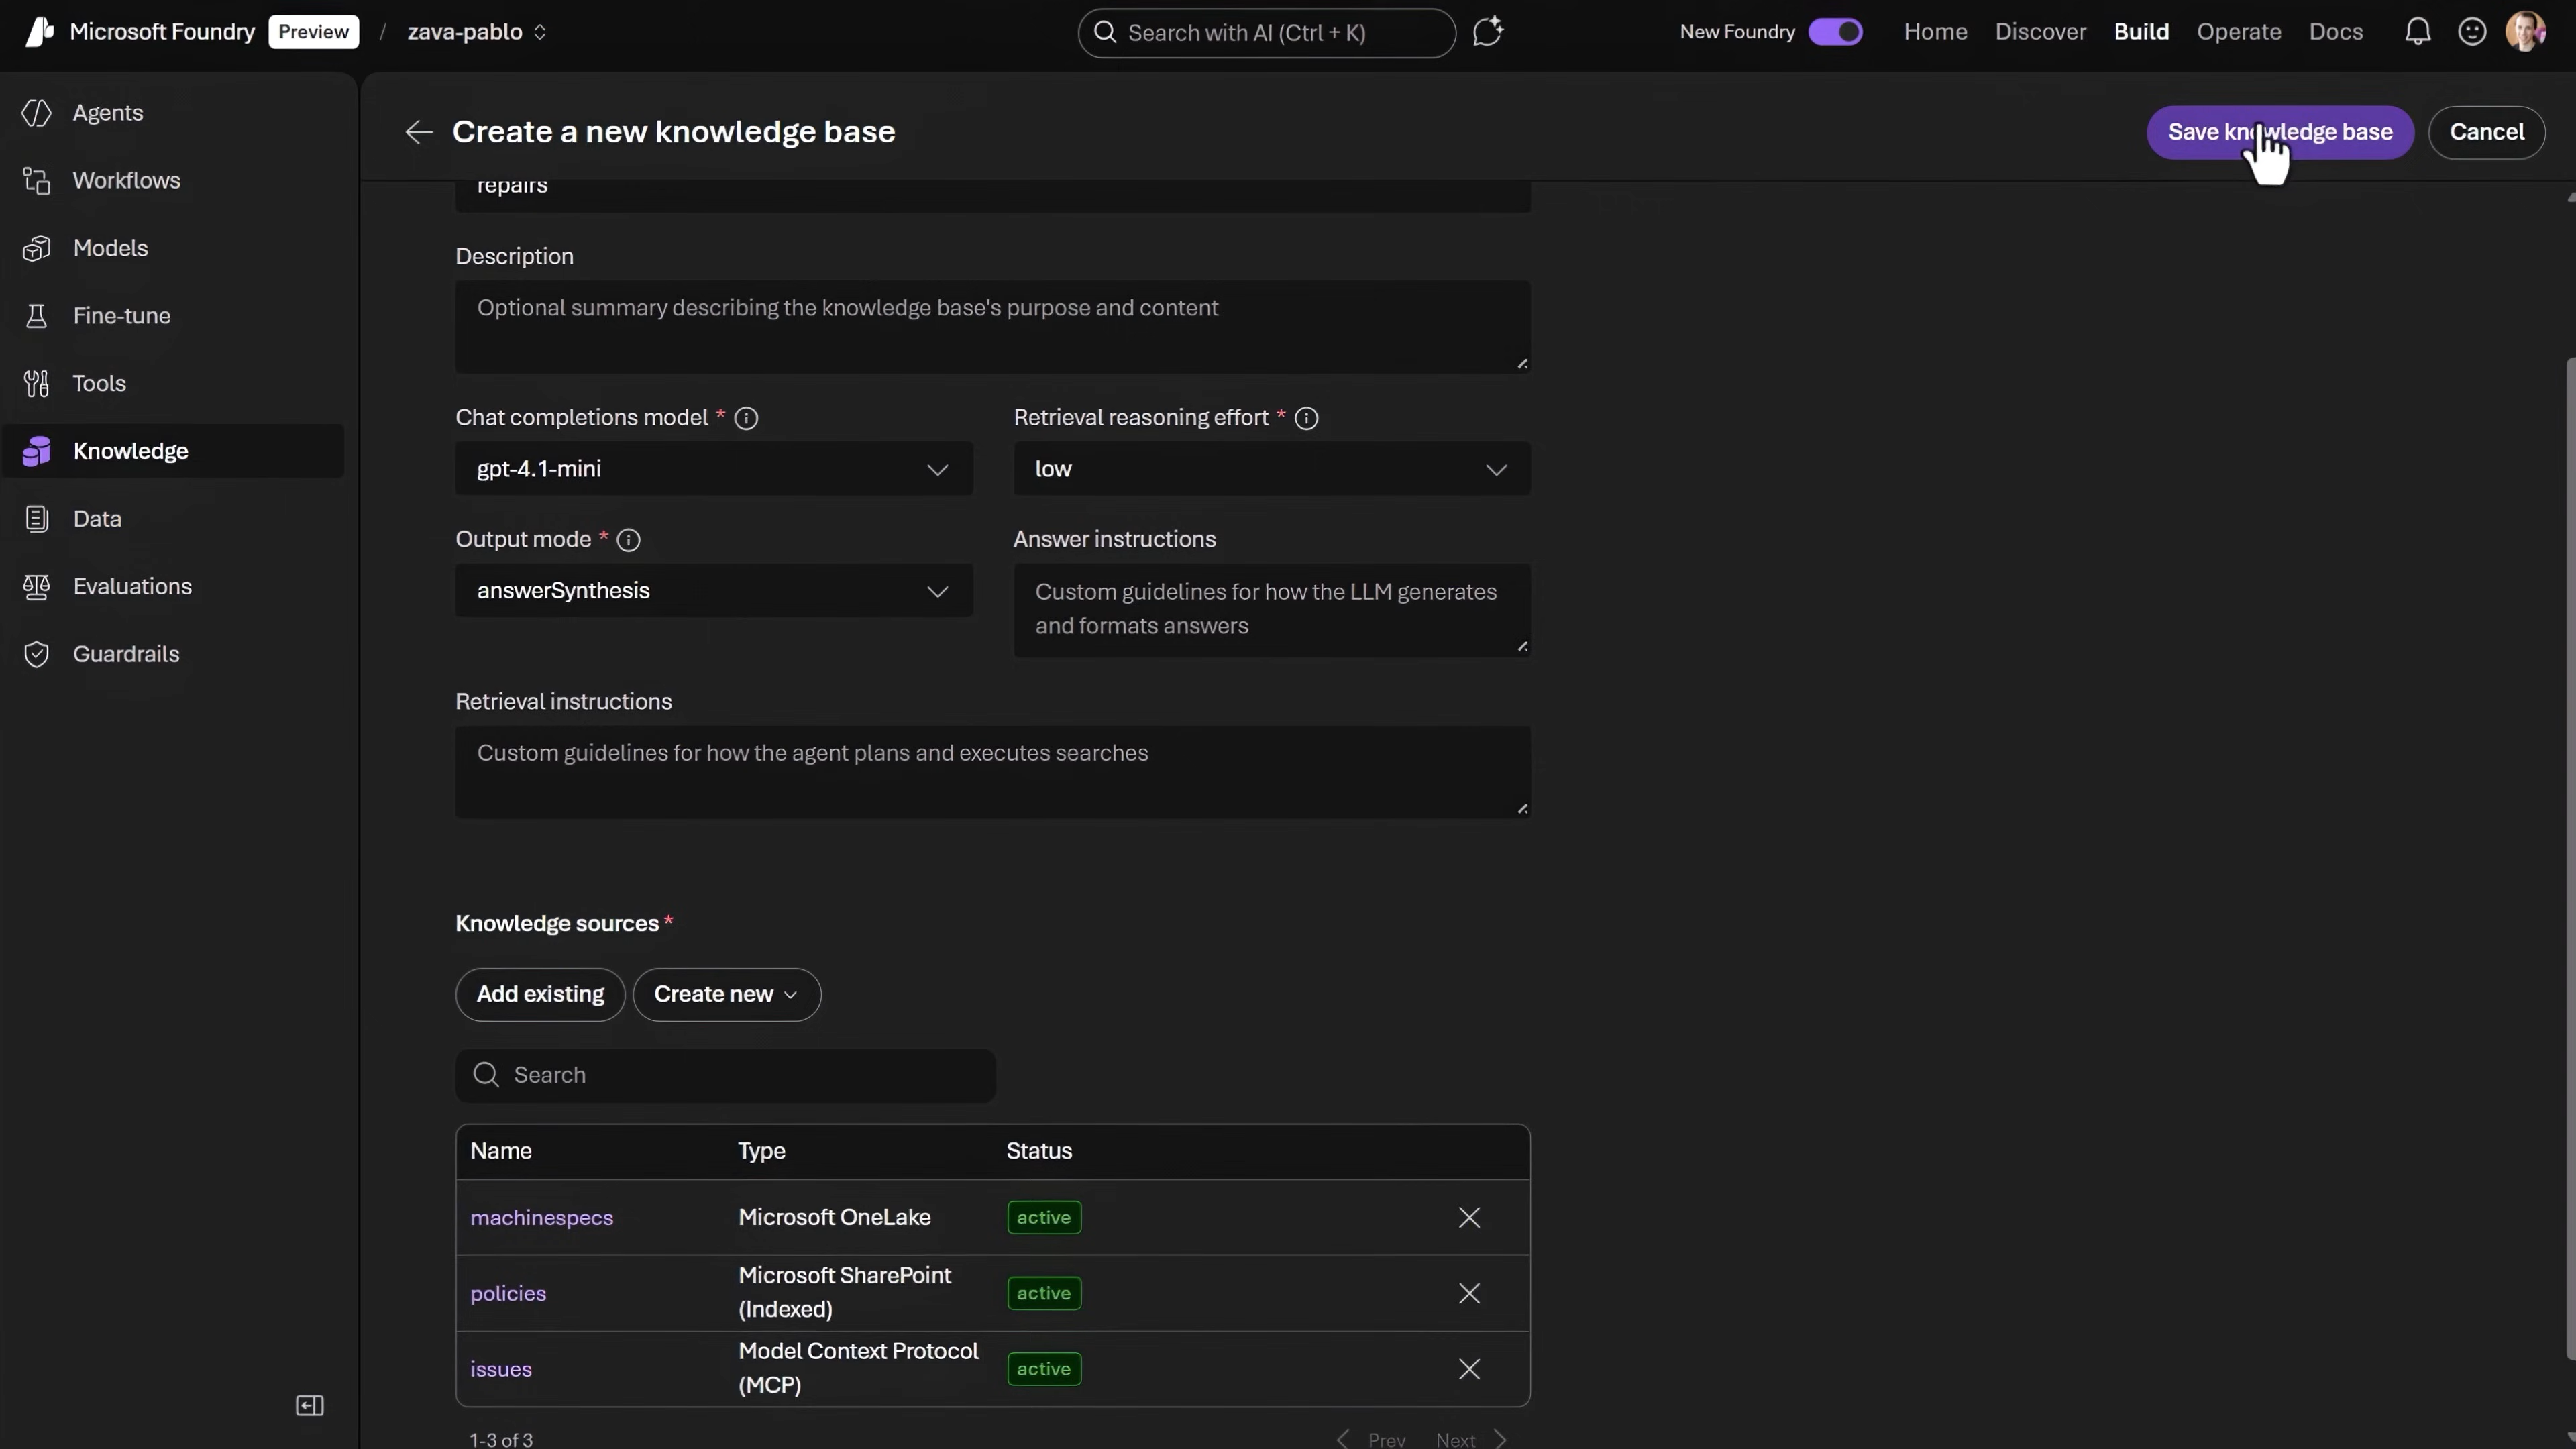 Microsoft Foundry Preview / zava-pablo
Search with AI (Ctrl + K)
New Foundry
Home Discover Build Operate Docs
Agents
Workflows
Models
Fine-tune
Tools
Knowledge
Data
Evaluations
Guardrails
Create a new knowledge base
Save knowledge base
Cancel
repairs
Description
Optional summary describing the knowledge base's purpose and content
Chat completions model *
gpt-4.1-mini
Retrieval reasoning effort *
low
Output mode *
answerSynthesis
Answer instructions
Custom guidelines for how the LLM generates
and formats answers
Retrieval instructions
Custom guidelines for how the agent plans and executes searches
Knowledge sources *
Add existing
Create new
Search
Name Type Status
machinespecs Microsoft OneLake active
policies Microsoft SharePoint
(Indexed) active
issues Model Context Protocol
(MCP) active
1-3 of 3
Prev Next